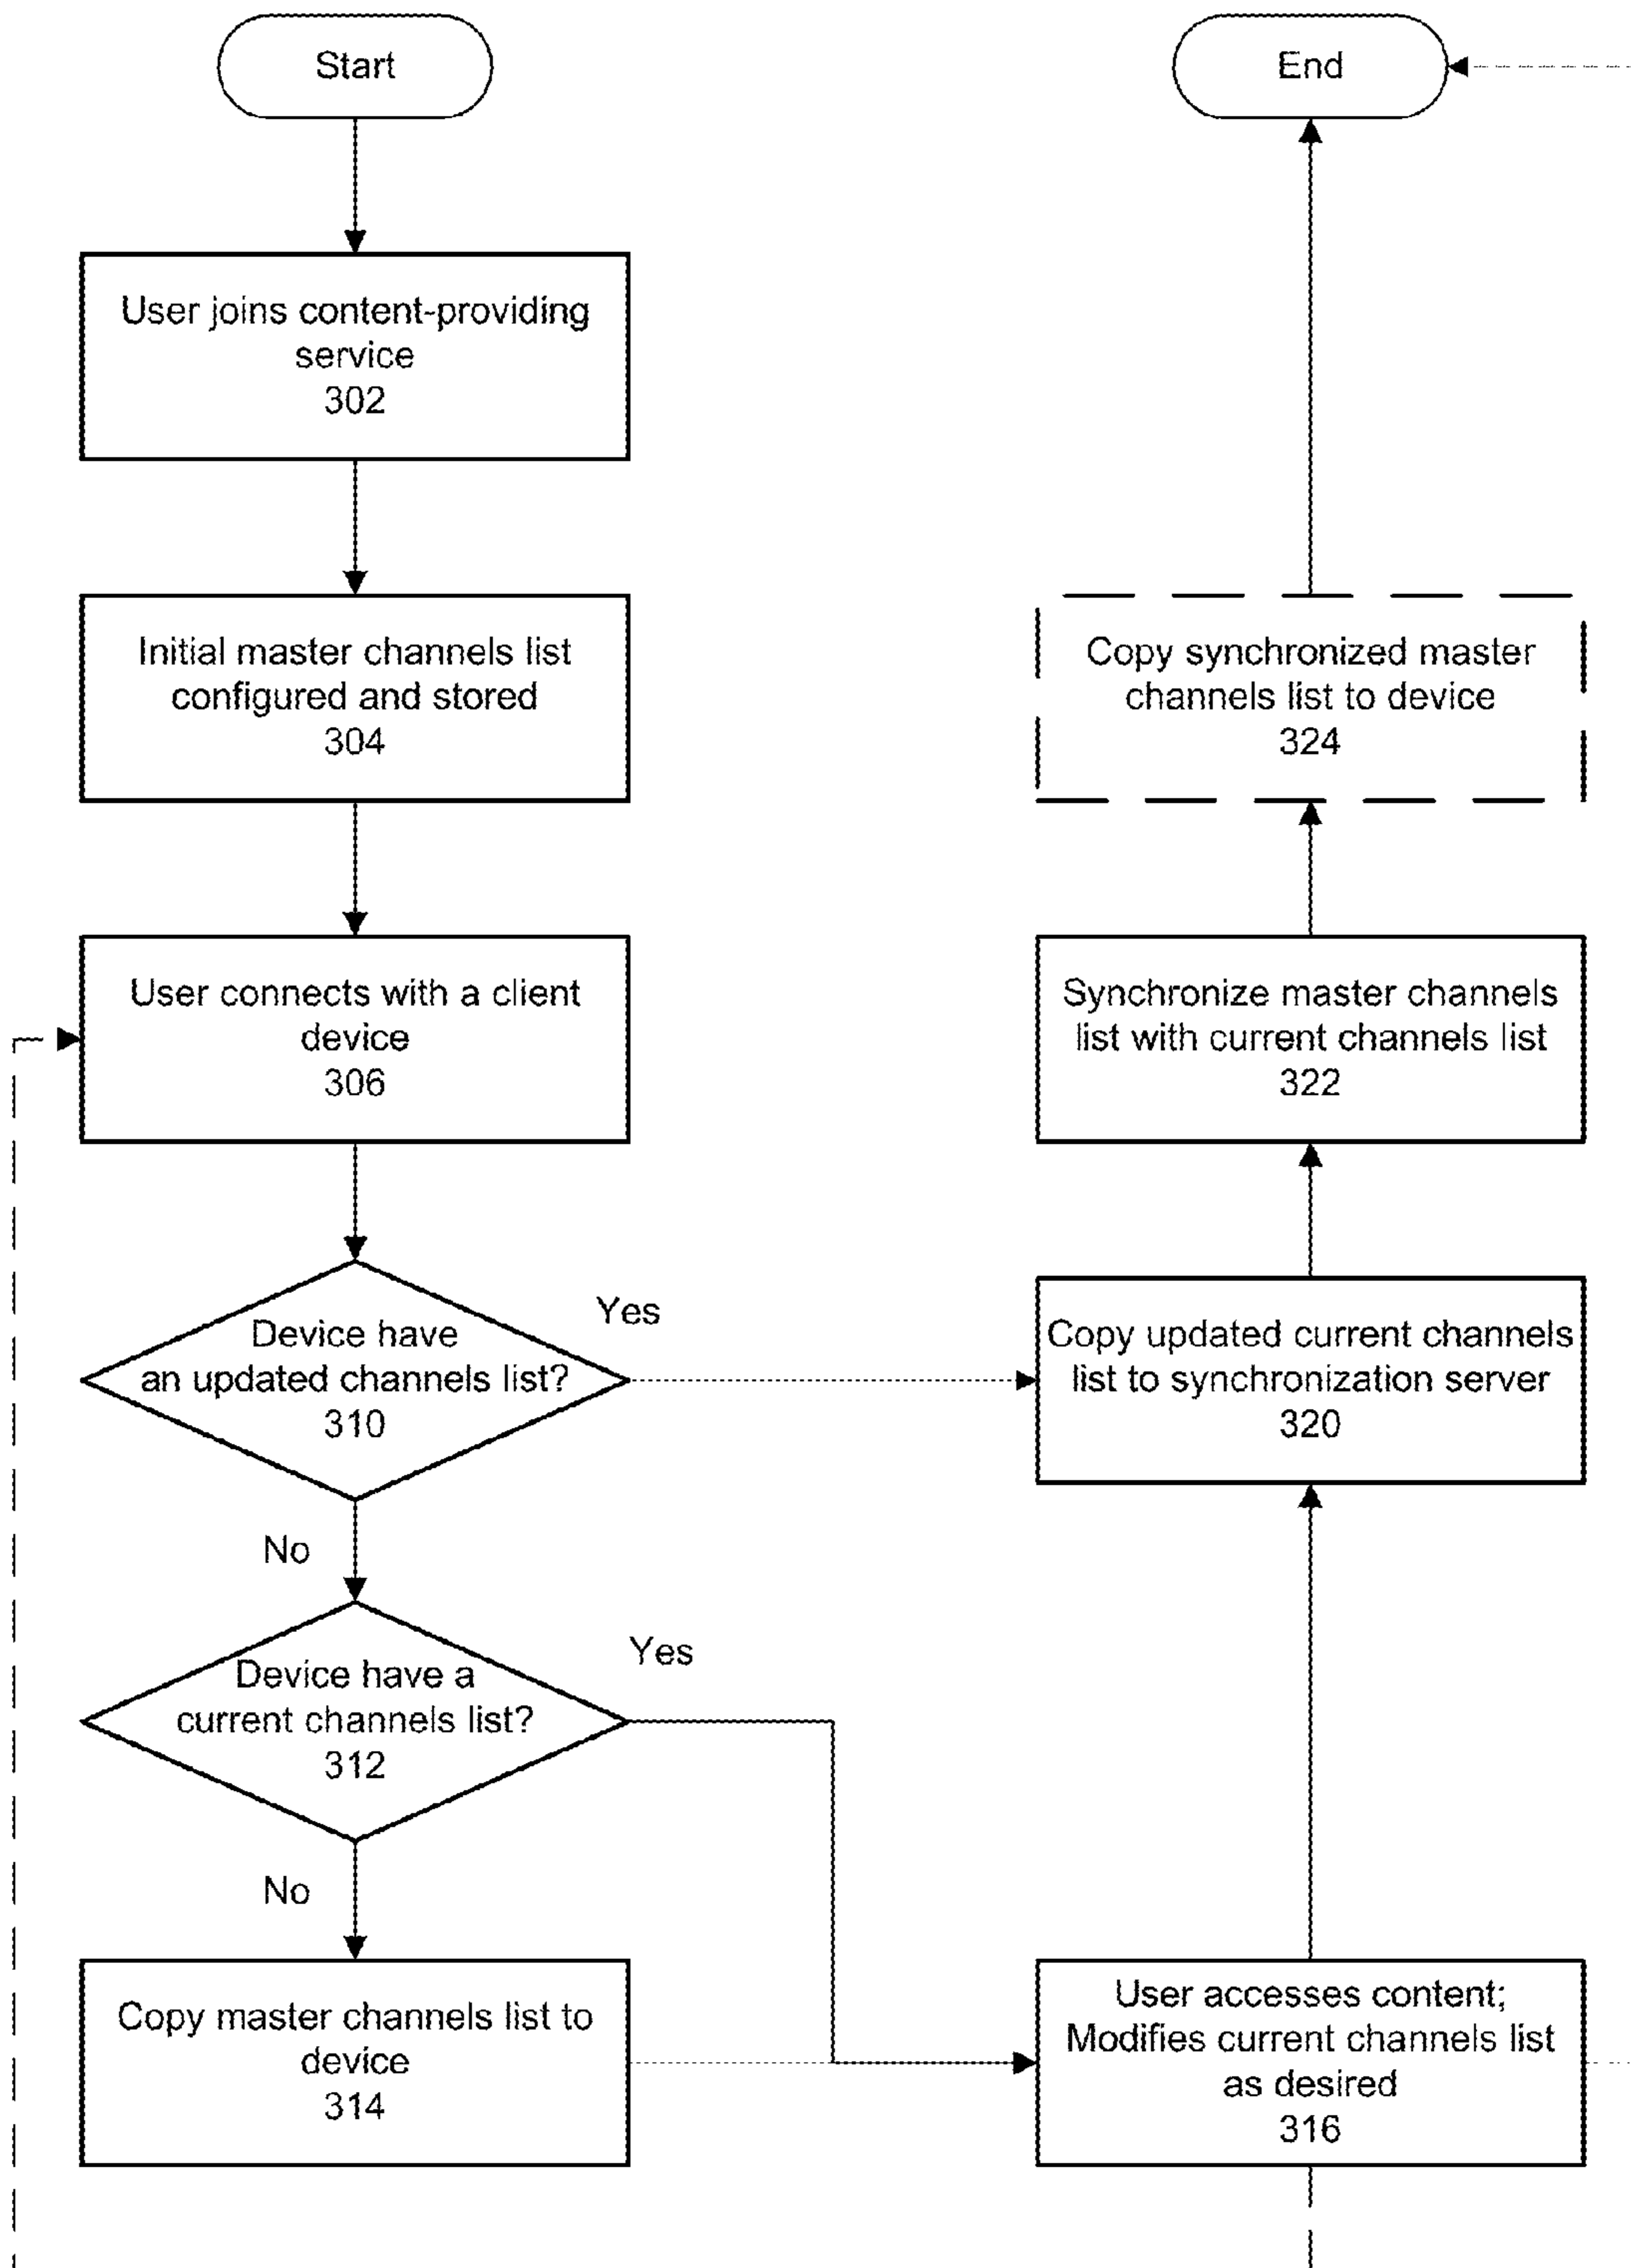 Start
User joins content-providing
service
302
Initial master channels list
configured and stored
304
User connects with a client
device
306
Device have
an updated channels list?
310
Yes
No
Device have a
current channels list?
312
Yes
No
Copy master channels list to
device
314
User accesses content;
Modifies current channels list
as desired
316
Copy updated current channels
list to synchronization server
320
Synchronize master channels
list with current channels list
322
Copy synchronized master
channels list to device
324
End